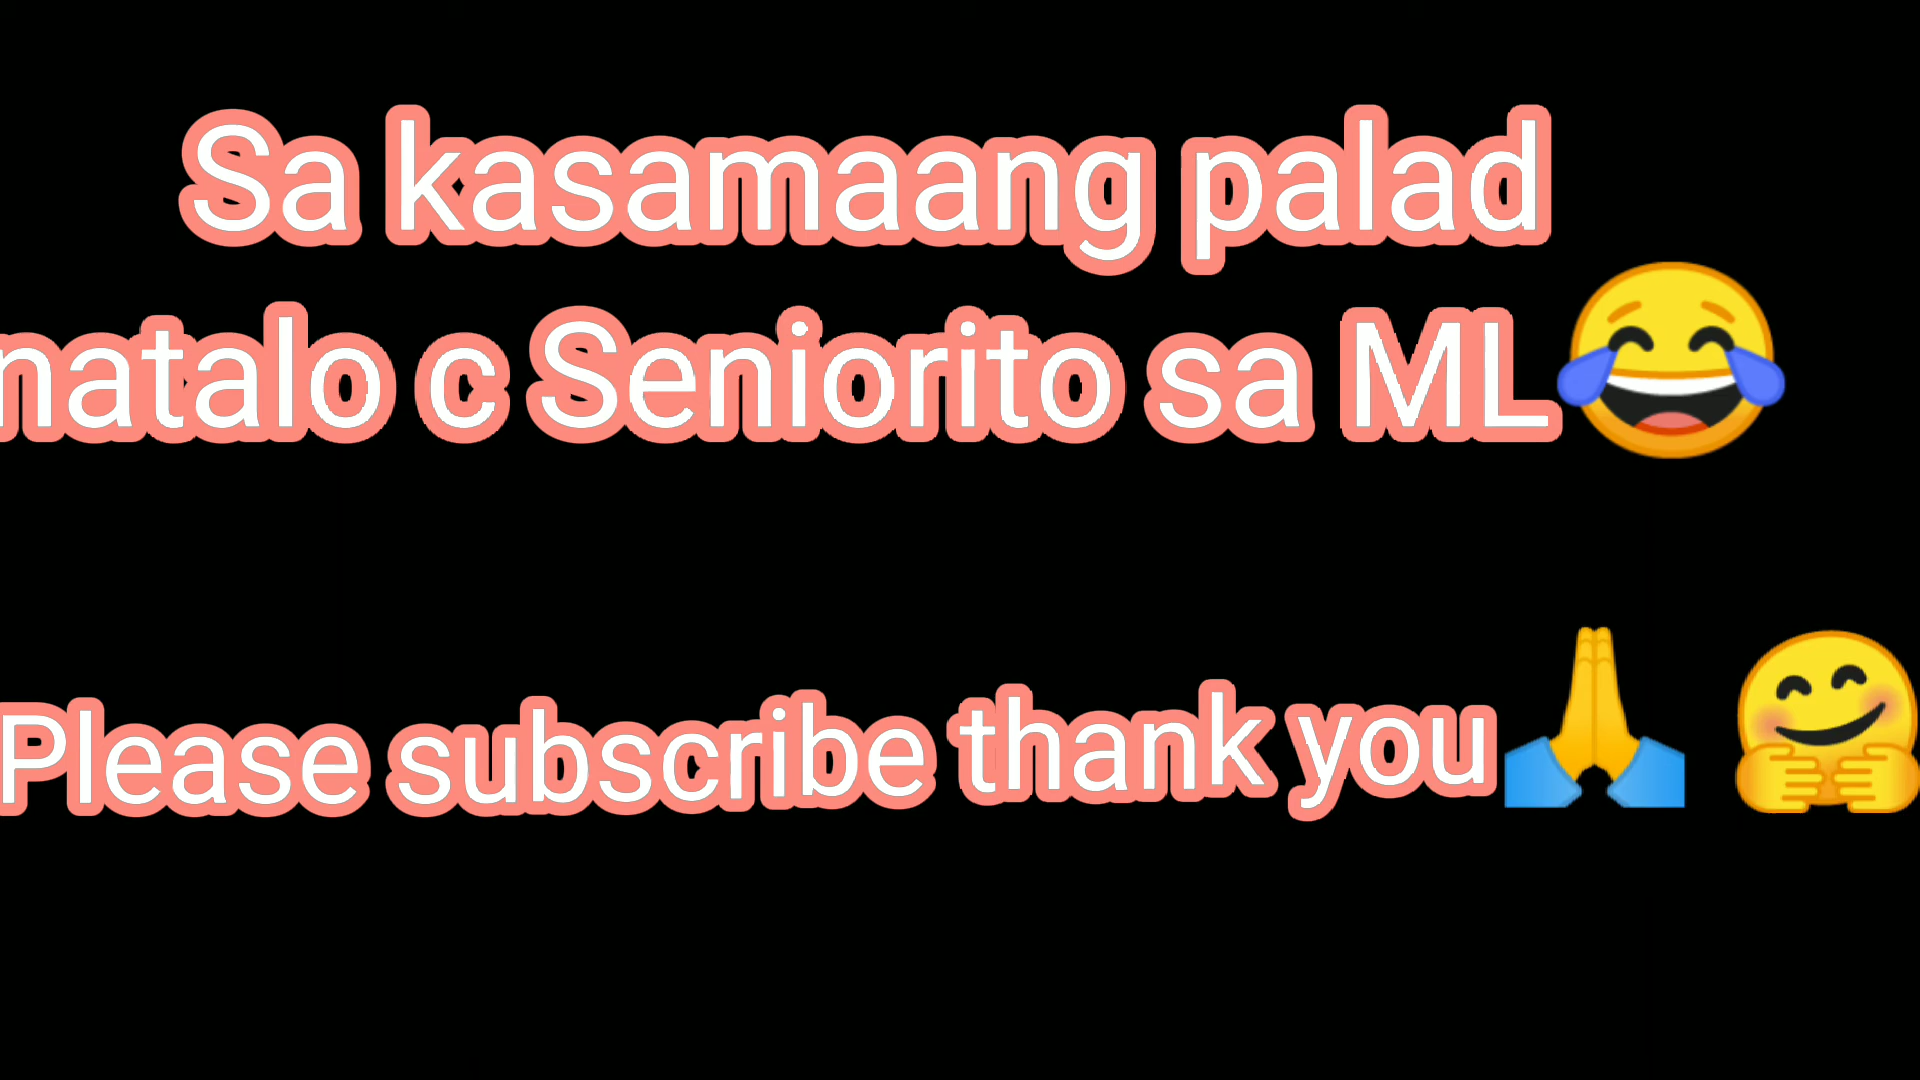 Sa kasamaang palad
natalo c Seniorito sa ML😂
Please subscribe thank you🙏 🤗